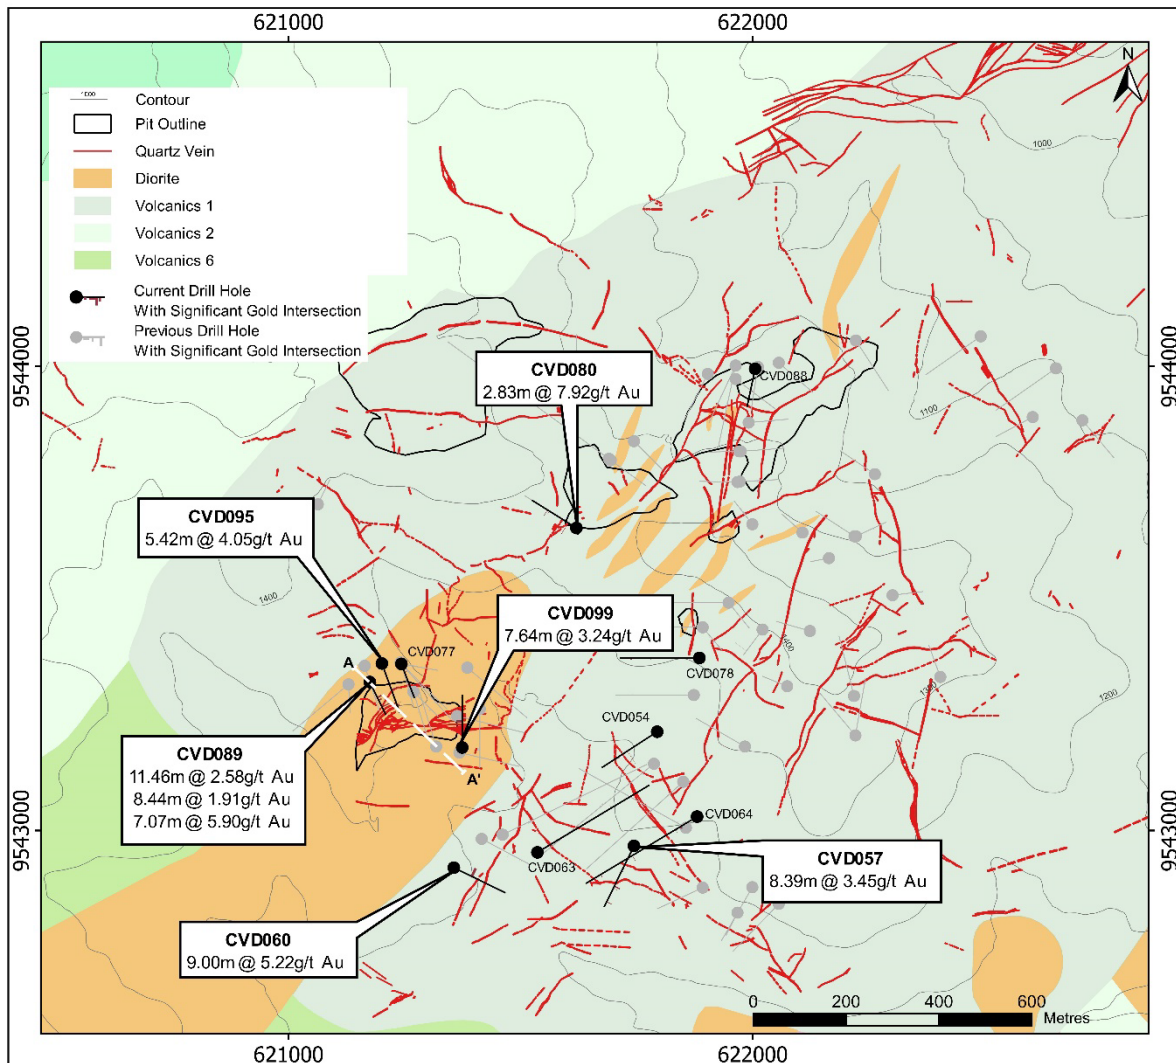 621000
622000
N
1000
Contour
Pit Outline
Quartz Vein
Diorite
Volcanics 1
Volcanics 2
Volcanics 6
Current Drill Hole
With Significant Gold Intersection
Previous Drill Hole
With Significant Gold Intersection
1000
9544000
9544000
CVD080
2.83m @ 7.92g/t Au
CVD088
1100
CVD095
5.42m @ 4.05g/t Au
1400
CVD099
7.64m @ 3.24g/t Au
1400
A
CVD077
CVD078
1300
1200
CVD054
CVD089
11.46m @ 2.58g/t Au
8.44m @ 1.91g/t Au
7.07m @ 5.90g/t Au
A'
9543000
9543000
CVD064
CVD063
CVD057
8.39m @ 3.45g/t Au
CVD060
9.00m @ 5.22g/t Au
0 200 400 600
Metres
621000
622000